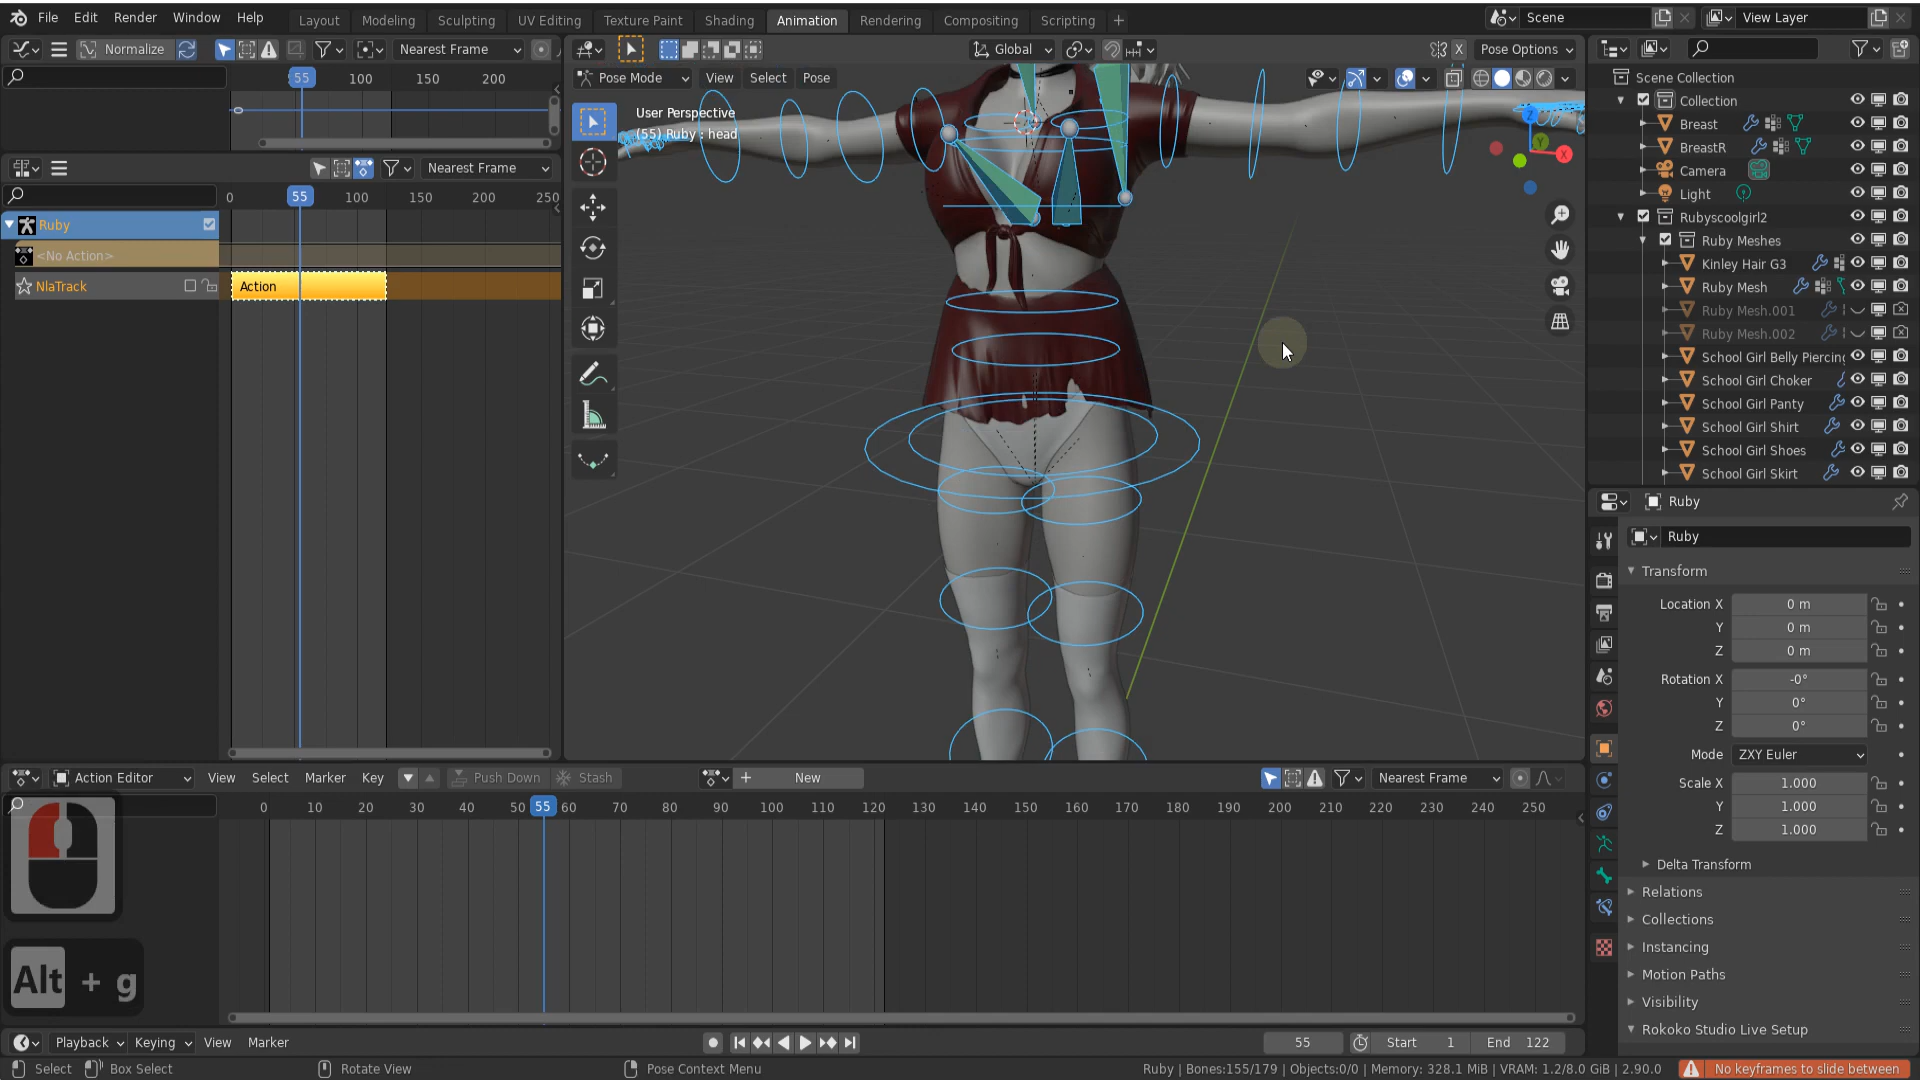 File Edit Render Window Help Layout Modeling Sculpting UV Editing Texture Paint Shading Animation Rendering Compositing Scripting + Scene View Layer
Normalize Nearest Frame Global X Pose Options
55 100 150 200
Pose Mode View Select Pose
Scene Collection
Collection
Breast
BreastR
Camera
Light
Rubyscoolgirl2
Ruby Meshes
Kinley Hair G3
Ruby Mesh
Ruby Mesh.001
Ruby Mesh.002
School Girl Belly Piercing
School Girl Choker
School Girl Panty
School Girl Shirt
School Girl Shoes
School Girl Skirt
User Perspective
(55) Ruby : head
Z
Y
X
Nearest Frame
0 55 100 150 200 250
Ruby
<No Action>
NlaTrack
Action
Ruby
Ruby
Transform
Location X 0 m
Y 0 m
Z 0 m
Rotation X -0°
Y 0°
Z 0°
Mode ZXY Euler
Scale X 1.000
Y 1.000
Z 1.000
Delta Transform
Relations
Collections
Instancing
Motion Paths
Visibility
Rokoko Studio Live Setup
Action Editor View Select Marker Key Push Down Stash + New Nearest Frame
0 10 20 30 40 50 55 60 70 80 90 100 110 120 130 140 150 160 170 180 190 200 210 220 230 240 250
Alt + g
Playback Keying View Marker 55 Start 1 End 122
Select Box Select Rotate View Pose Context Menu Ruby | Bones:155/179 | Objects:0/0 | Memory: 328.1 MiB | VRAM: 1.2/8.0 GiB | 2.90.0 No keyframes to slide between